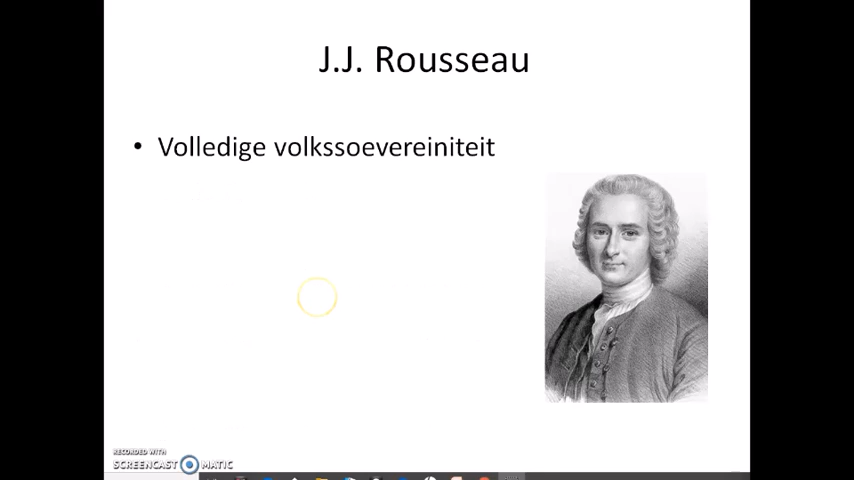 J.J. Rousseau
• Volledige volkssoevereiniteit
RECORDED WITH
SCREENCAST MATIC